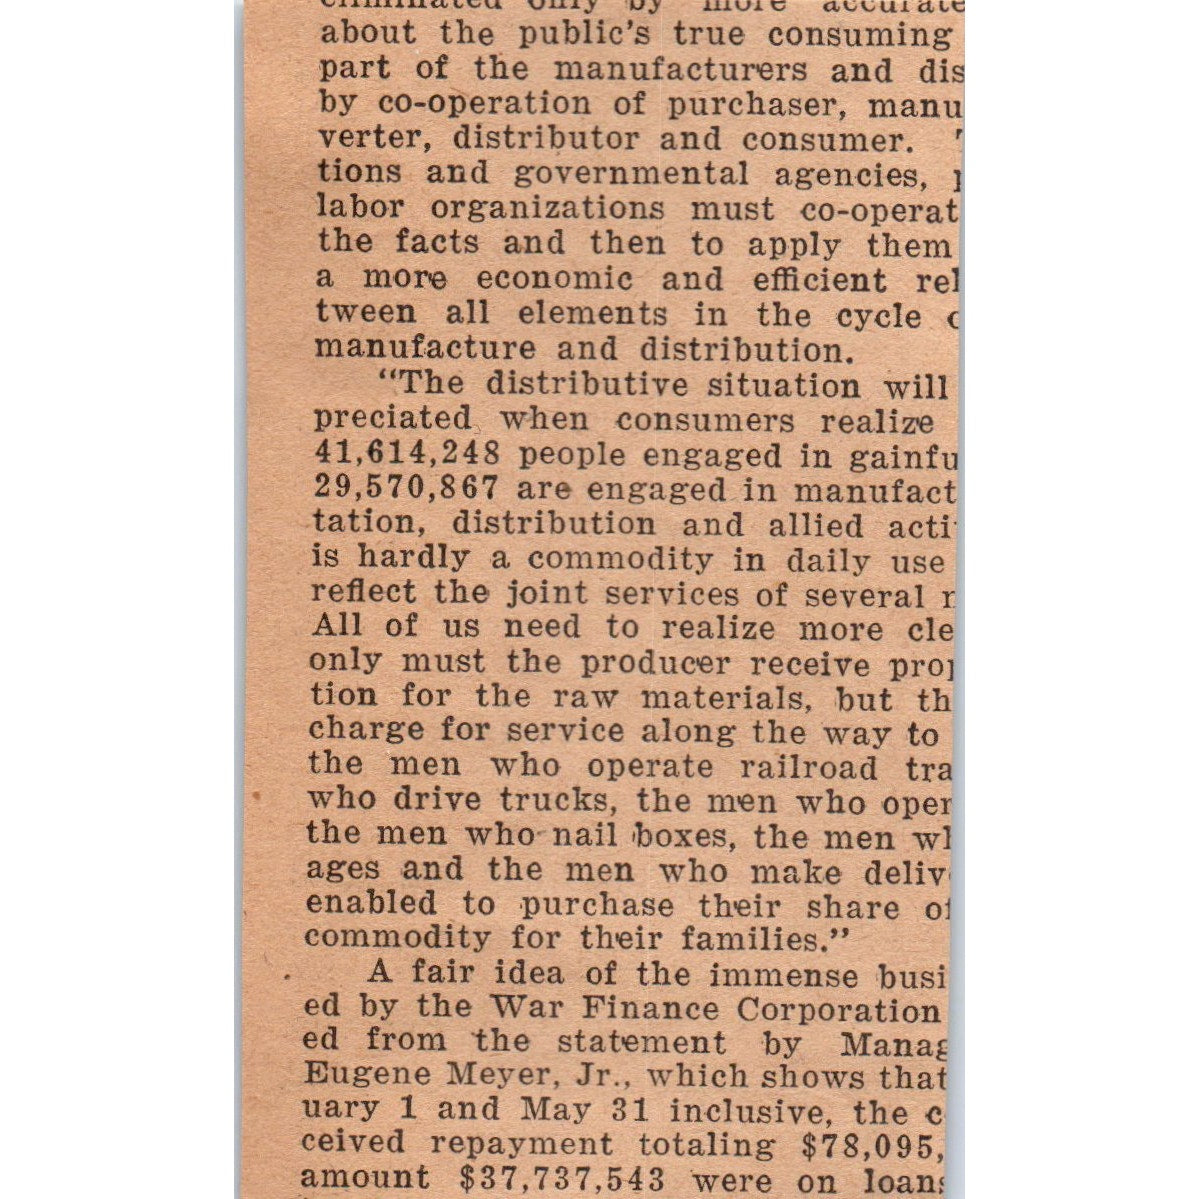 eliminated only by more accurate
about the public's true consuming
part of the manufacturers and dis
by co-operation of purchaser, manu
verter, distributor and consumer.
tions and governmental agencies,
labor organizations must co-operat
the facts and then to apply them
a more economic and efficient rel
tween all elements in the cycle
manufacture and distribution.
"The distributive situation will
preciated when consumers realize
41,614,248 people engaged in gainfu
29,570,867 are engaged in manufact
tation, distribution and allied acti
is hardly a commodity in daily use
reflect the joint services of several
All of us need to realize more cle
only must the producer receive pro
tion for the raw materials, but th
charge for service along the way to
the men who operate railroad tra
who drive trucks, the men who oper
the men who nail boxes, the men wh
ages and the men who make deliv
enabled to purchase their share of
commodity for their families."
A fair idea of the immense busi
ed by the War Finance Corporation
ed from the statement by Manag
Eugene Meyer, Jr., which shows that
uary 1 and May 31 inclusive, the c
ceived repayment totaling $78,095,
amount $37,737,543 were on loans